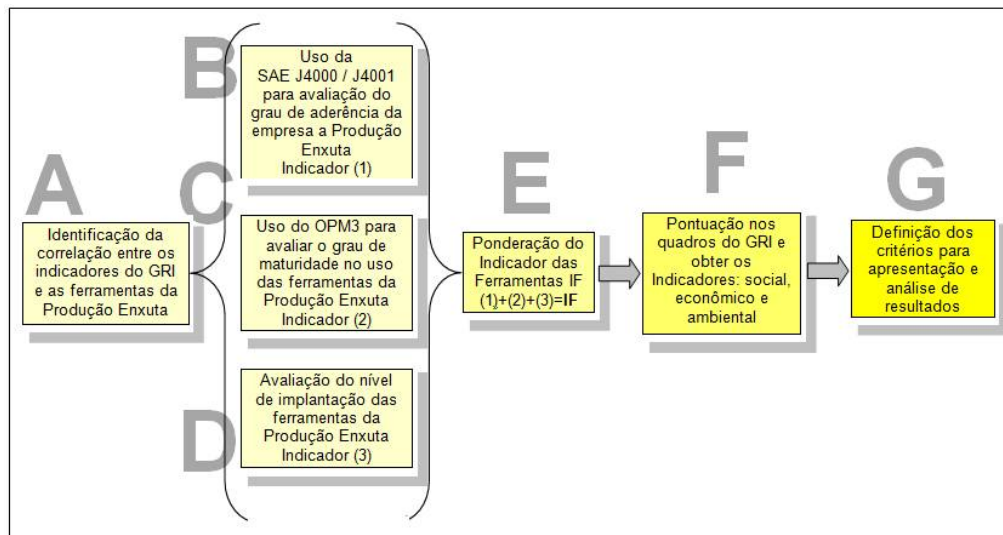 A
Identificação da
correlação entre os
indicadores do GRI
e as ferramentas da
Produção Enxuta
B
Uso da
SAE J4000 / J4001
para avaliação do
grau de aderência da
empresa a Produção
Enxuta
Indicador (1)
C
Uso do OPM3 para
avaliar o grau de
maturidade no uso
das ferramentas da
Produção Enxuta
Indicador (2)
D
Avaliação do nível
de implantação das
ferramentas da
Produção Enxuta
Indicador (3)
E
Ponderação do
Indicador das
Ferramentas IF
(1)+(2)+(3)=IF
F
Pontuação nos
quadros do GRI e
obter os
Indicadores: social,
econômico e
ambiental
G
Definição dos
critérios para
apresentação e
análise de
resultados